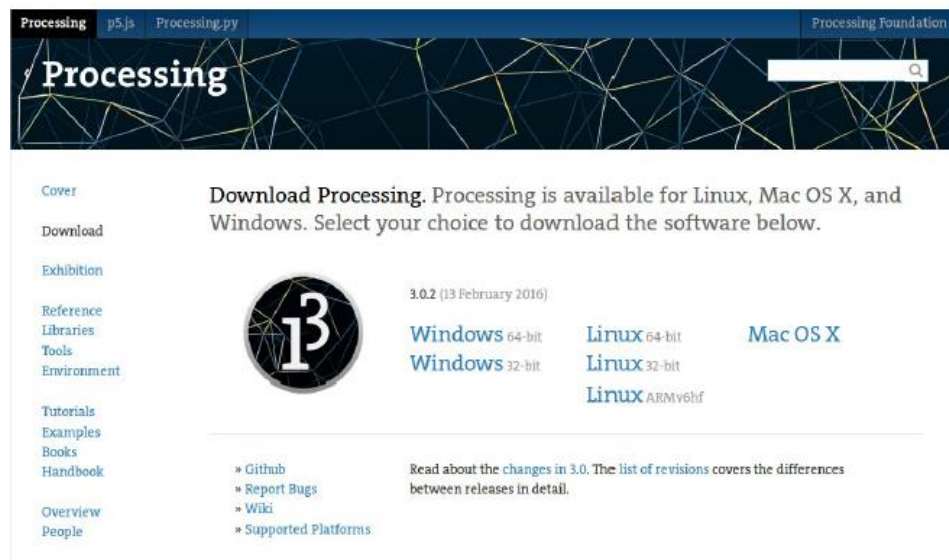 Processing p5.js Processing.py Processing Foundation
Processing
Cover
Download
Exhibition
Reference
Libraries
Tools
Environment
Tutorials
Examples
Books
Handbook
Overview
People
Download Processing. Processing is available for Linux, Mac OS X, and
Windows. Select your choice to download the software below.
3
3.0.2 (13 February 2016)
Windows 64-bit Linux 64-bit Mac OS X
Windows 32-bit Linux 32-bit
Linux ARMv6hf
» Github
» Report Bugs
» Wiki
» Supported Platforms
Read about the changes in 3.0. The list of revisions covers the differences
between releases in detail.